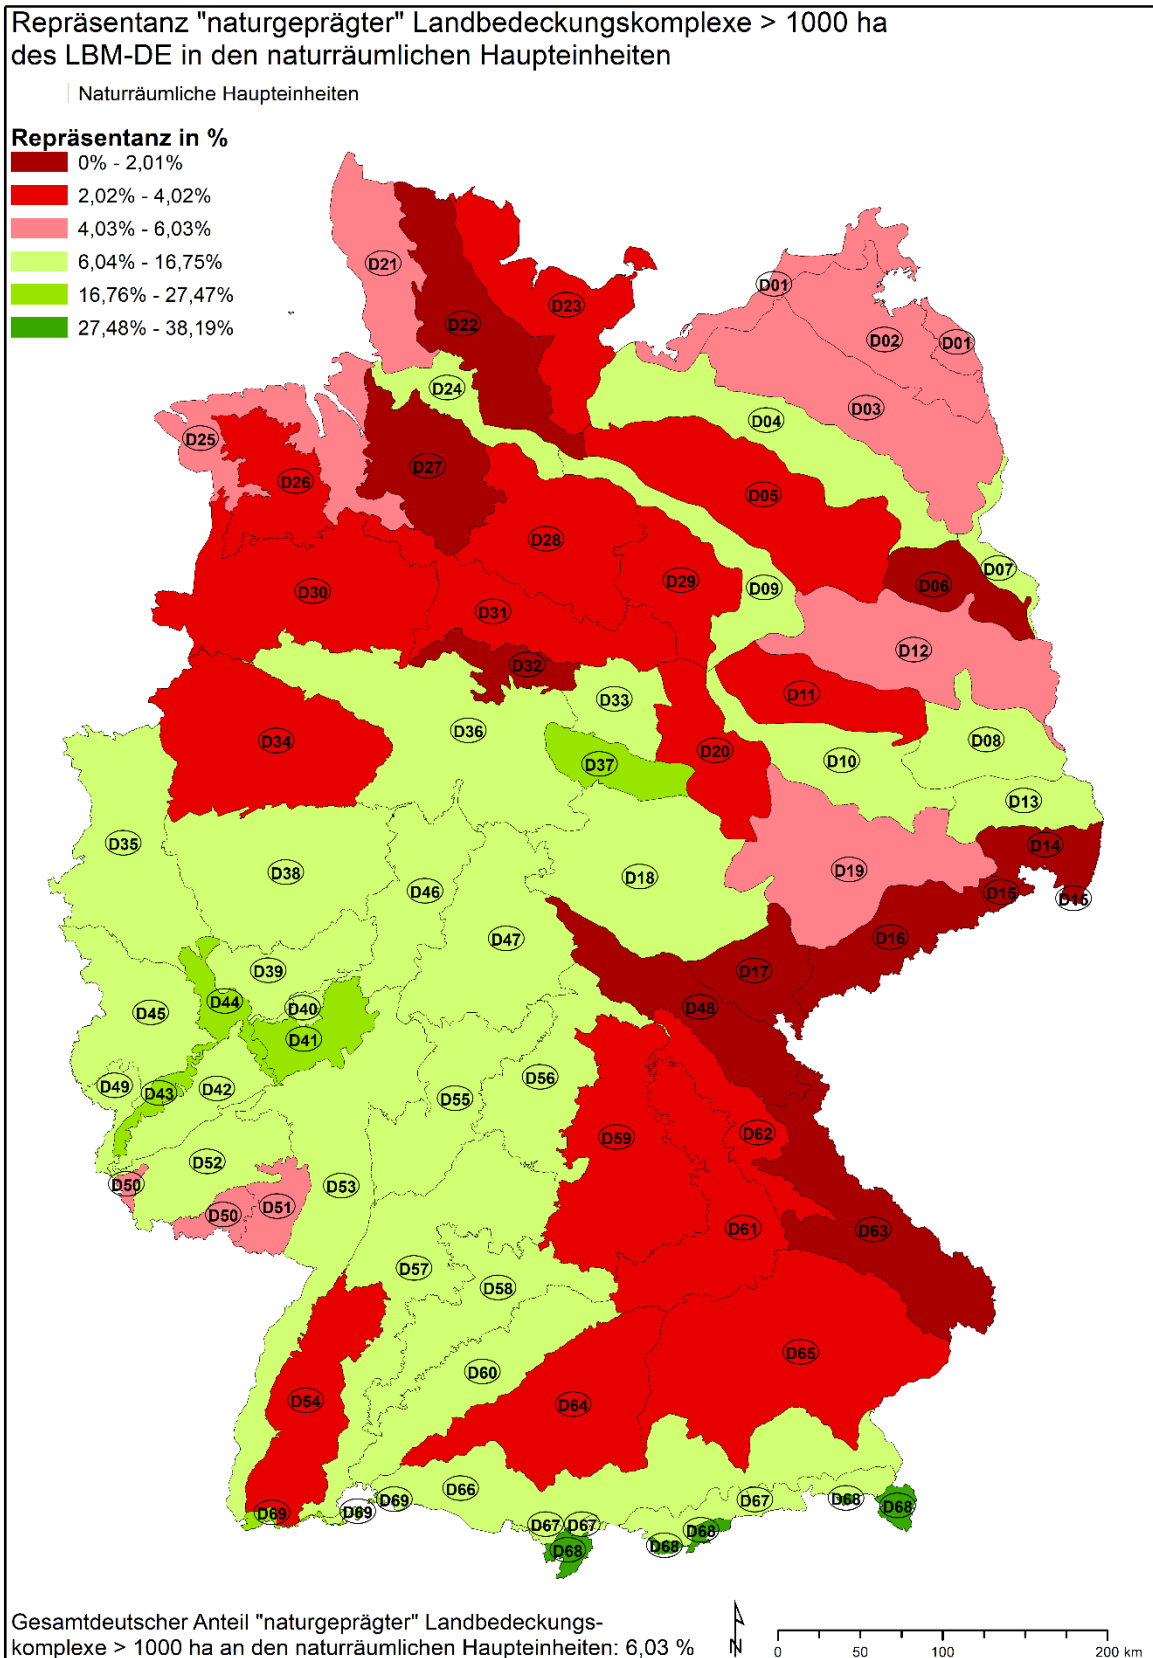 Repräsentanz "naturgeprägter" Landbedeckungskomplexe > 1000 ha
des LBM-DE in den naturräumlichen Haupteinheiten
Naturräumliche Haupteinheiten
Repräsentanz in %
0% - 2,01%
2,02% - 4,02%
4,03% - 6,03%
6,04% - 16,75%
16,76% - 27,47%
27,48% - 38,19%
D21
D01
D23
D22
D02
D01
D24
D03
D04
D25
D27
D26
D05
D28
D07
D29
D06
D09
D30
D31
D12
D32
D11
D33
D36
D34
D08
D20
D10
D37
D13
D35
D14
D38
D19
D18
D46
D15
D15
D16
D47
D39
D17
D44
D40
D48
D45
D41
D56
D49
D42
D43
D55
D62
D59
D52
D50
D53
D51
D50
D61
D63
D57
D58
D65
D60
D54
D64
D66
D69
D67
D68
D68
D69
D69
D67
D67
D68
D68
D68
Gesamtdeutscher Anteil "naturgeprägter" Landbedeckungs-
komplexe > 1000 ha an den naturräumlichen Haupteinheiten: 6,03 %
N
0 50 100 200 km